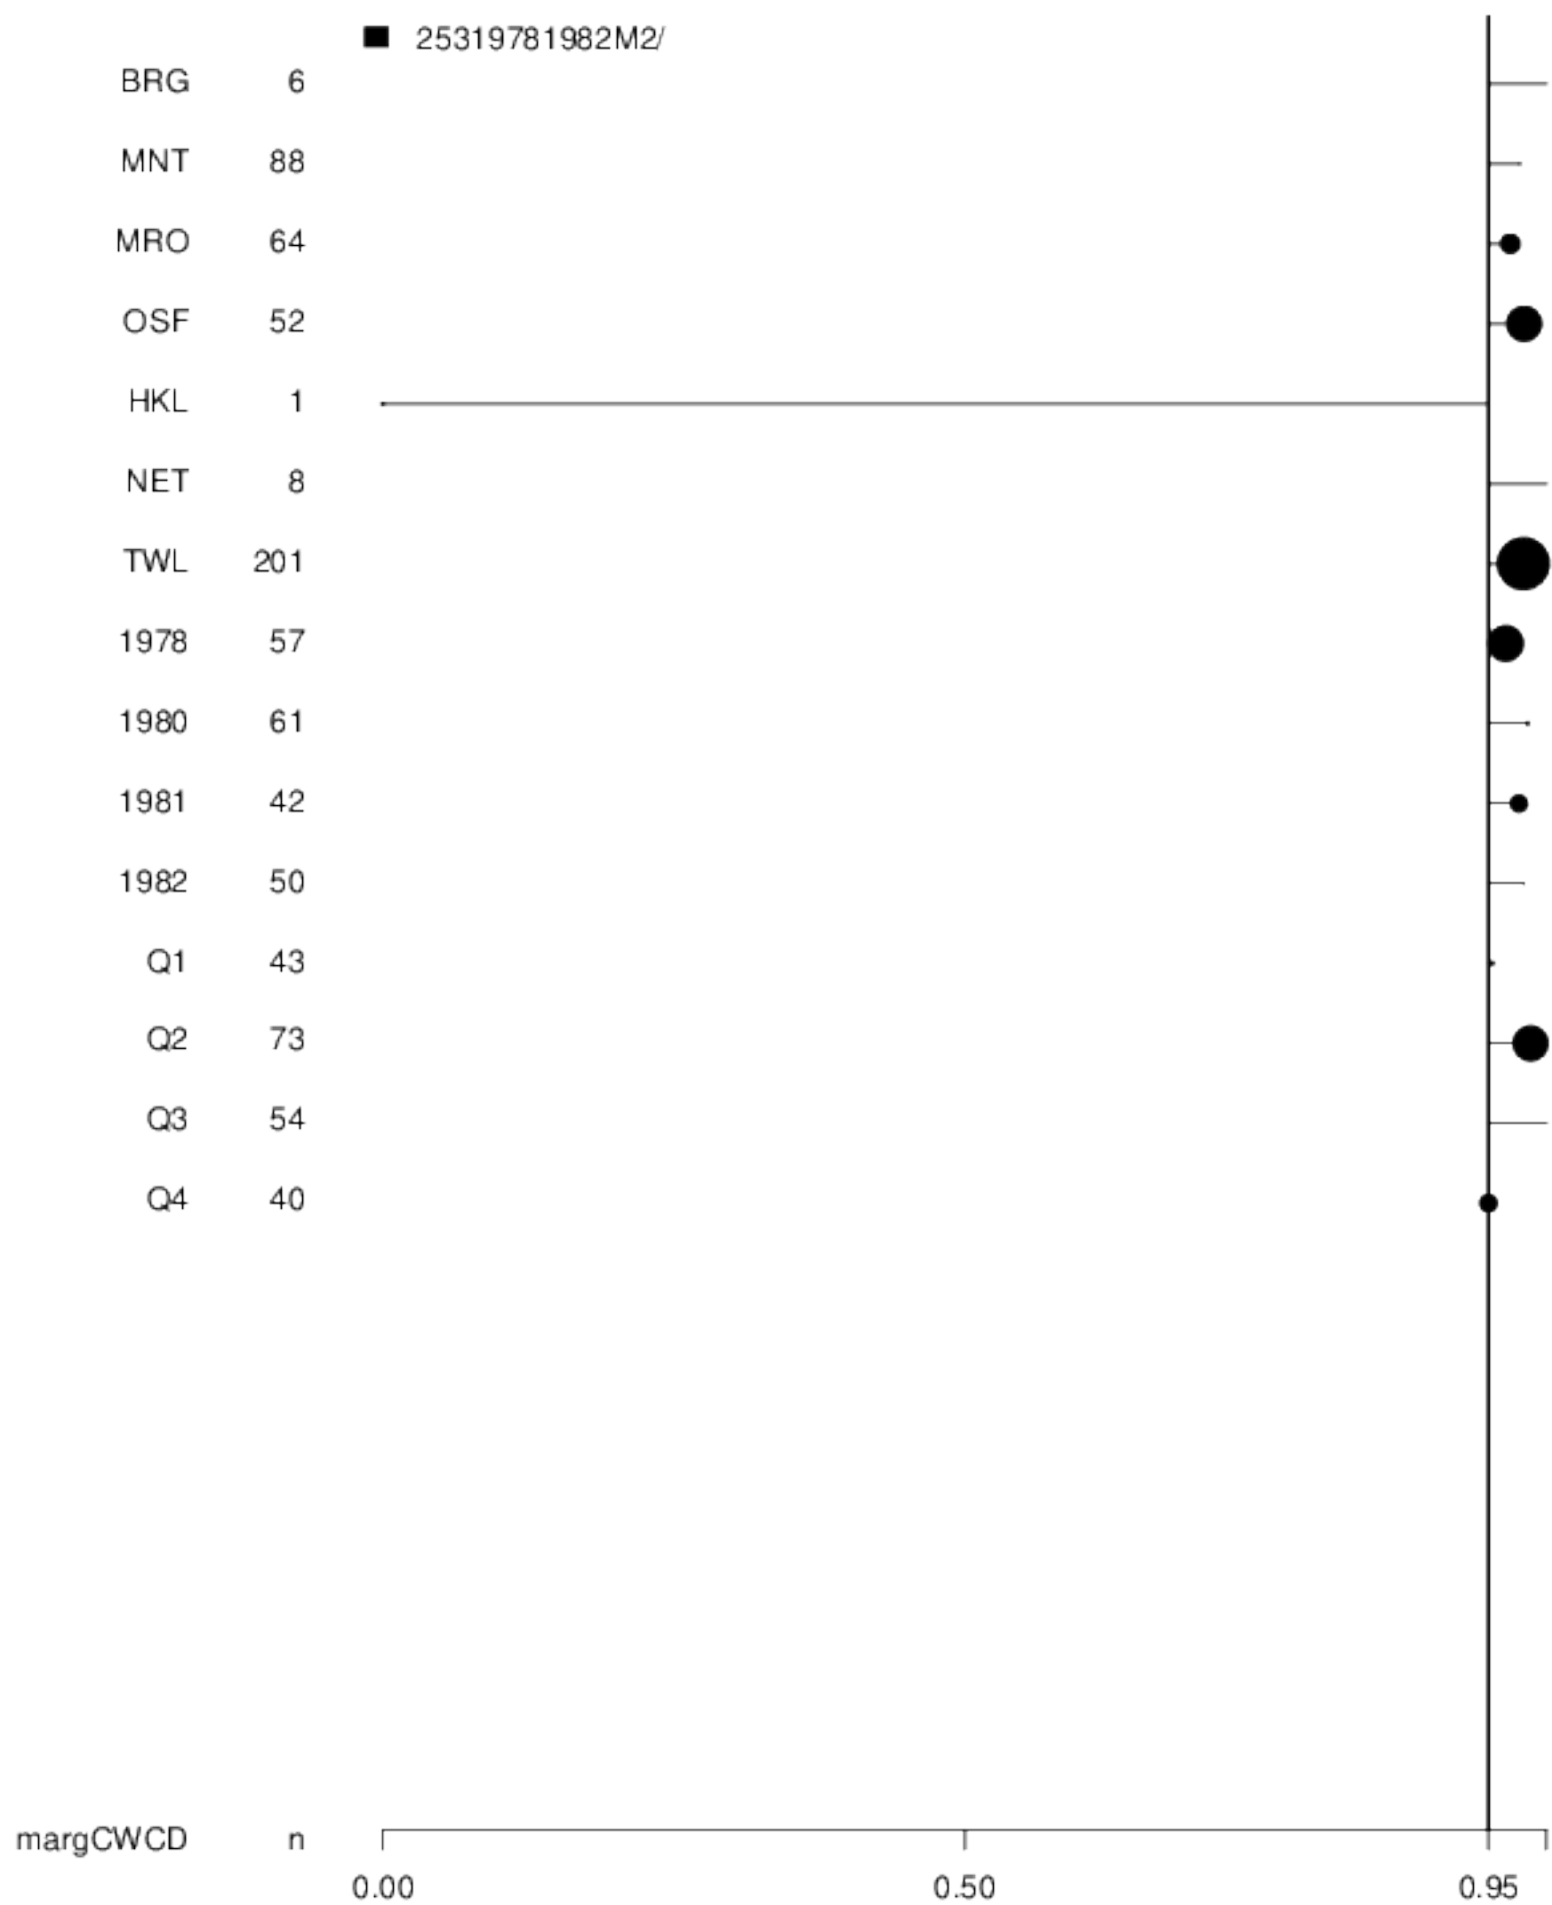 25319781982M2/
BRG 6
MNT 88
MRO 64
OSF 52
HKL 1
NET 8
TWL 201
1978 57
1980 61
1981 42
1982 50
Q1 43
Q2 73
Q3 54
Q4 40
margCWCD n
0.00 0.50 0.95